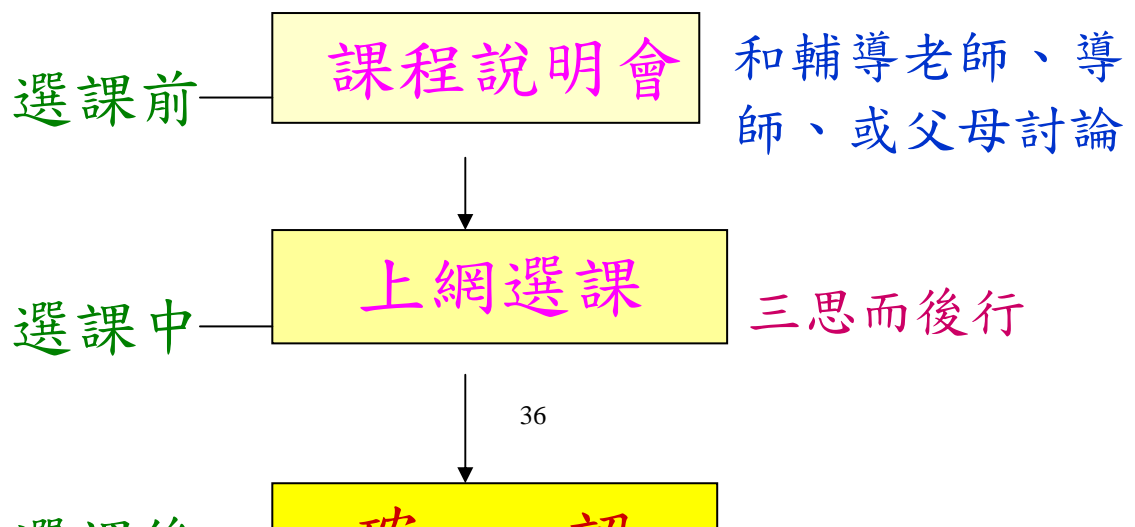 選課前
課程說明會
和輔導老師、導
師、或父母討論
選課中
上網選課
三思而後行
36